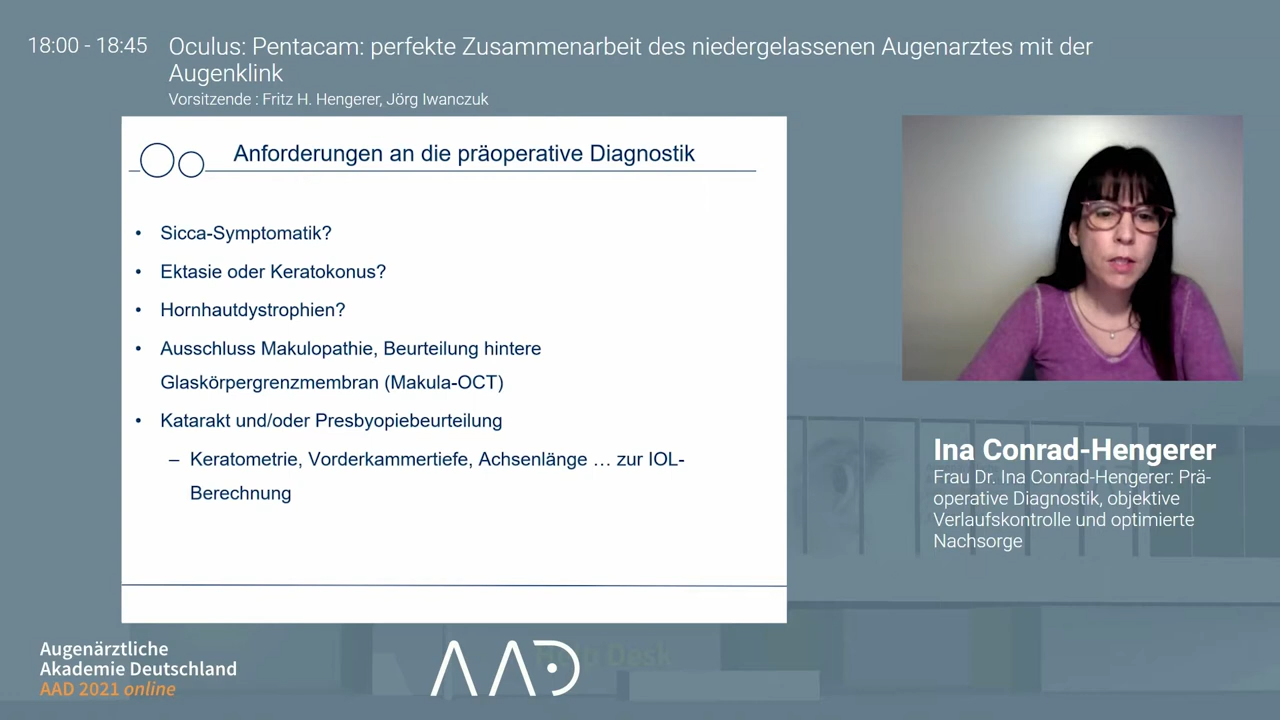 18:00 - 18:45
Oculus: Pentacam: perfekte Zusammenarbeit des niedergelassenen Augenarztes mit der
Augenklink
Vorsitzende : Fritz H. Hengerer, Jörg Iwanczuk
Anforderungen an die präoperative Diagnostik
• Sicca-Symptomatik?
• Ektasie oder Keratokonus?
• Hornhautdystrophien?
• Ausschluss Makulopathie, Beurteilung hintere
Glaskörpergrenzmembran (Makula-OCT)
• Katarakt und/oder Presbyopiebeurteilung
– Keratometrie, Vorderkammertiefe, Achsenlänge … zur IOL-
Berechnung
Ina Conrad-Hengerer
Frau Dr. Ina Conrad-Hengerer: Prä-
operative Diagnostik, objektive
Verlaufskontrolle und optimierte
Nachsorge
Augenärztliche
Akademie Deutschland
AAD 2021 online
AAD
Help Desk